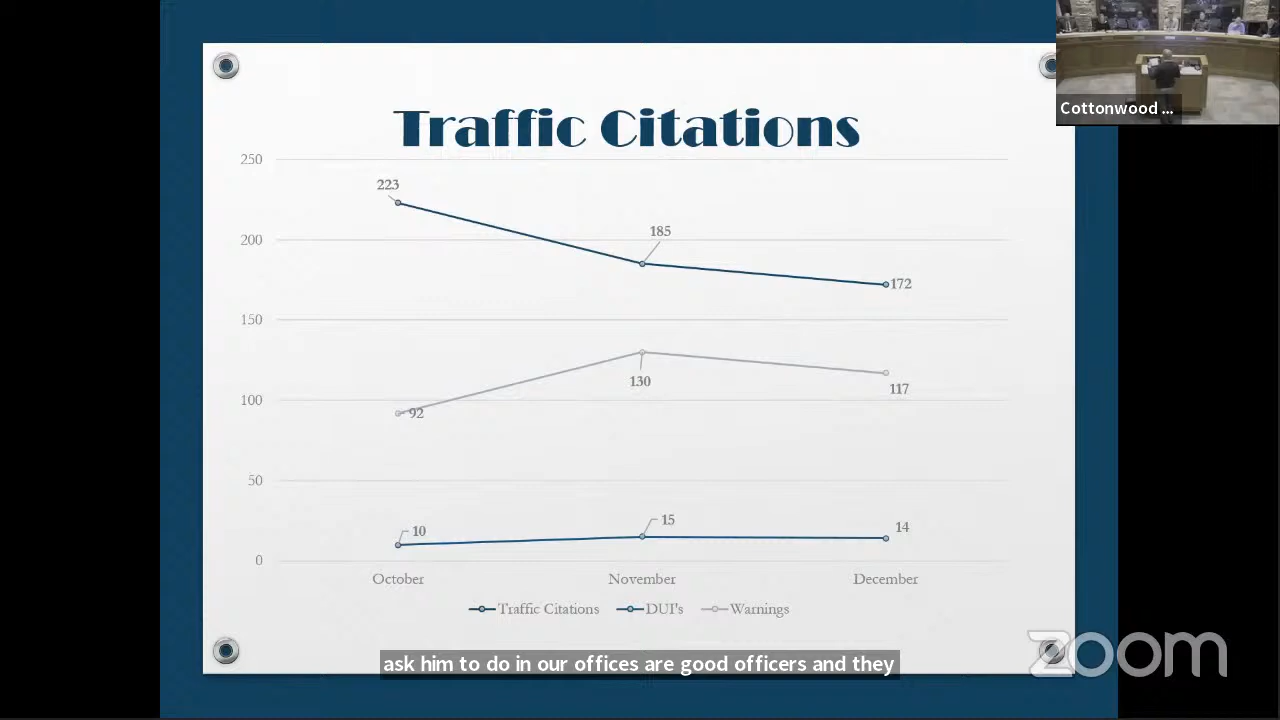 Traffic Citations
250
200
150
100
50
0
223
185
172
92
130
117
10
15
14
October November December
Traffic Citations DUI's Warnings
Cottonwood ...
ask him to do in our offices are good officers and they
zoom